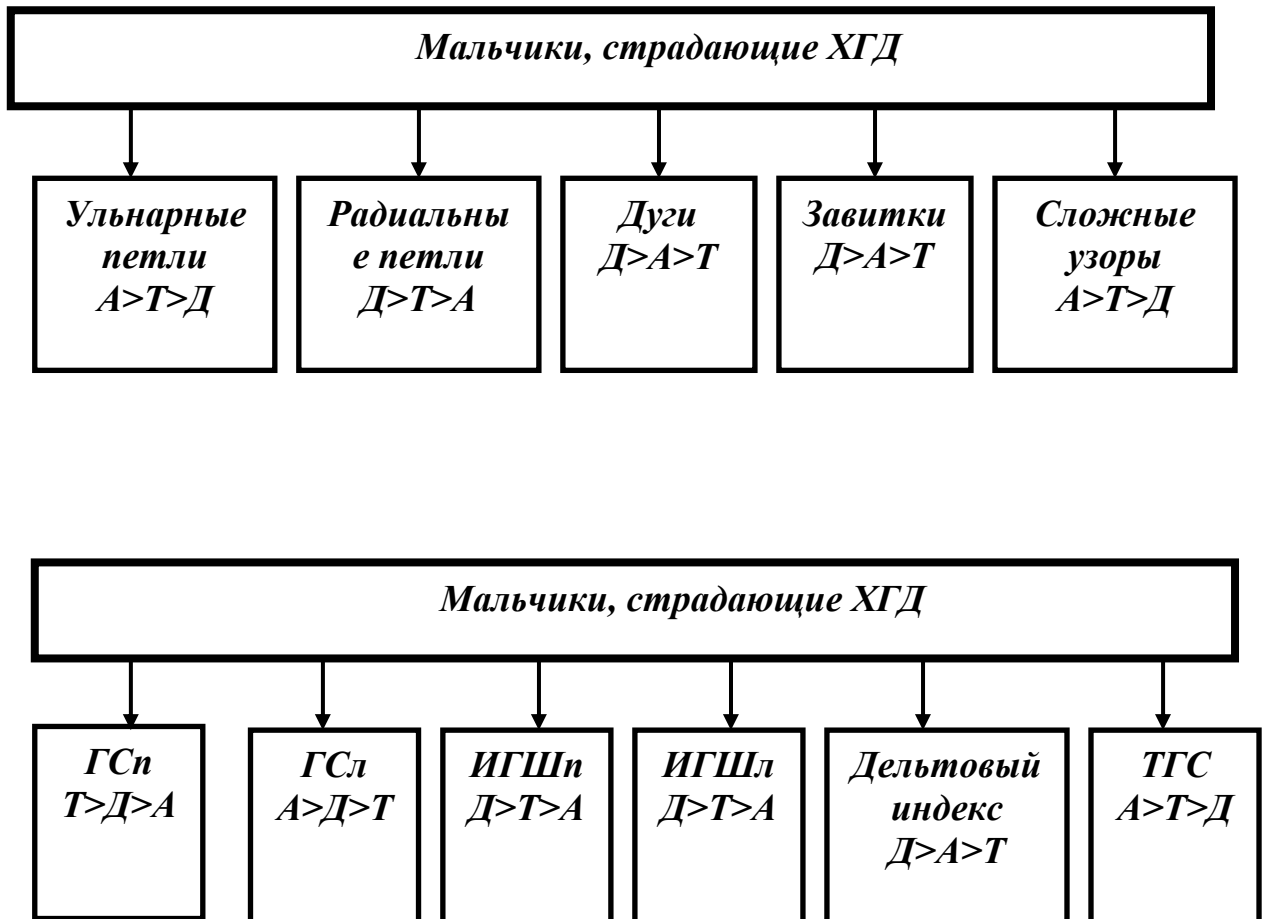 Мальчики, страдающие ХГД
Ульнарные
петли
А>Т>Д
Радиальны
е петли
Д>Т>А
Дуги
Д>А>Т
Завитки
Д>А>Т
Сложные
узоры
А>Т>Д
Мальчики, страдающие ХГД
ГСп
Т>Д>А
ГСл
А>Д>Т
ИГШп
Д>Т>А
ИГШл
Д>Т>А
Дельтовый
индекс
Д>А>Т
ТГС
А>Т>Д